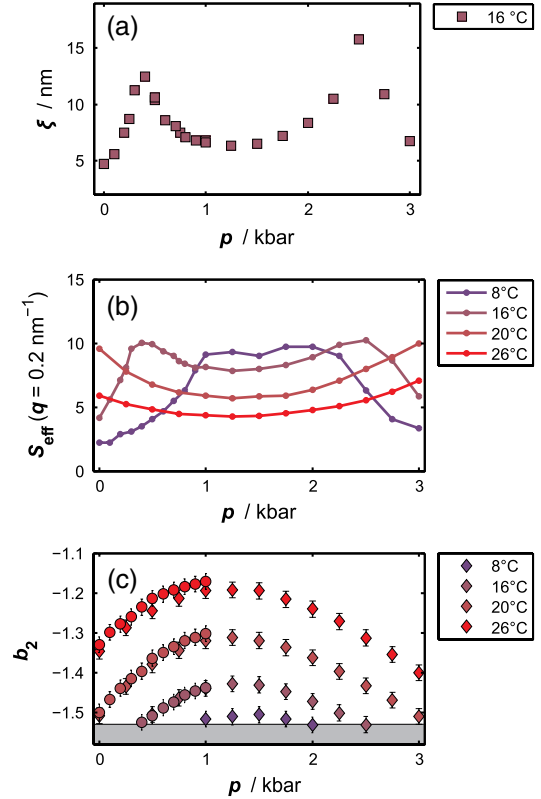 (a)
16 °C
ξ / nm
15
10
5
0
1
2
3
p / kbar
(b)
8°C
16°C
20°C
26°C
S_eff (q = 0.2 nm⁻¹)
15
10
5
0
0
1
2
3
p / kbar
(c)
8°C
16°C
20°C
26°C
b₂
−1.1
−1.2
−1.3
−1.4
−1.5
0
1
2
3
p / kbar